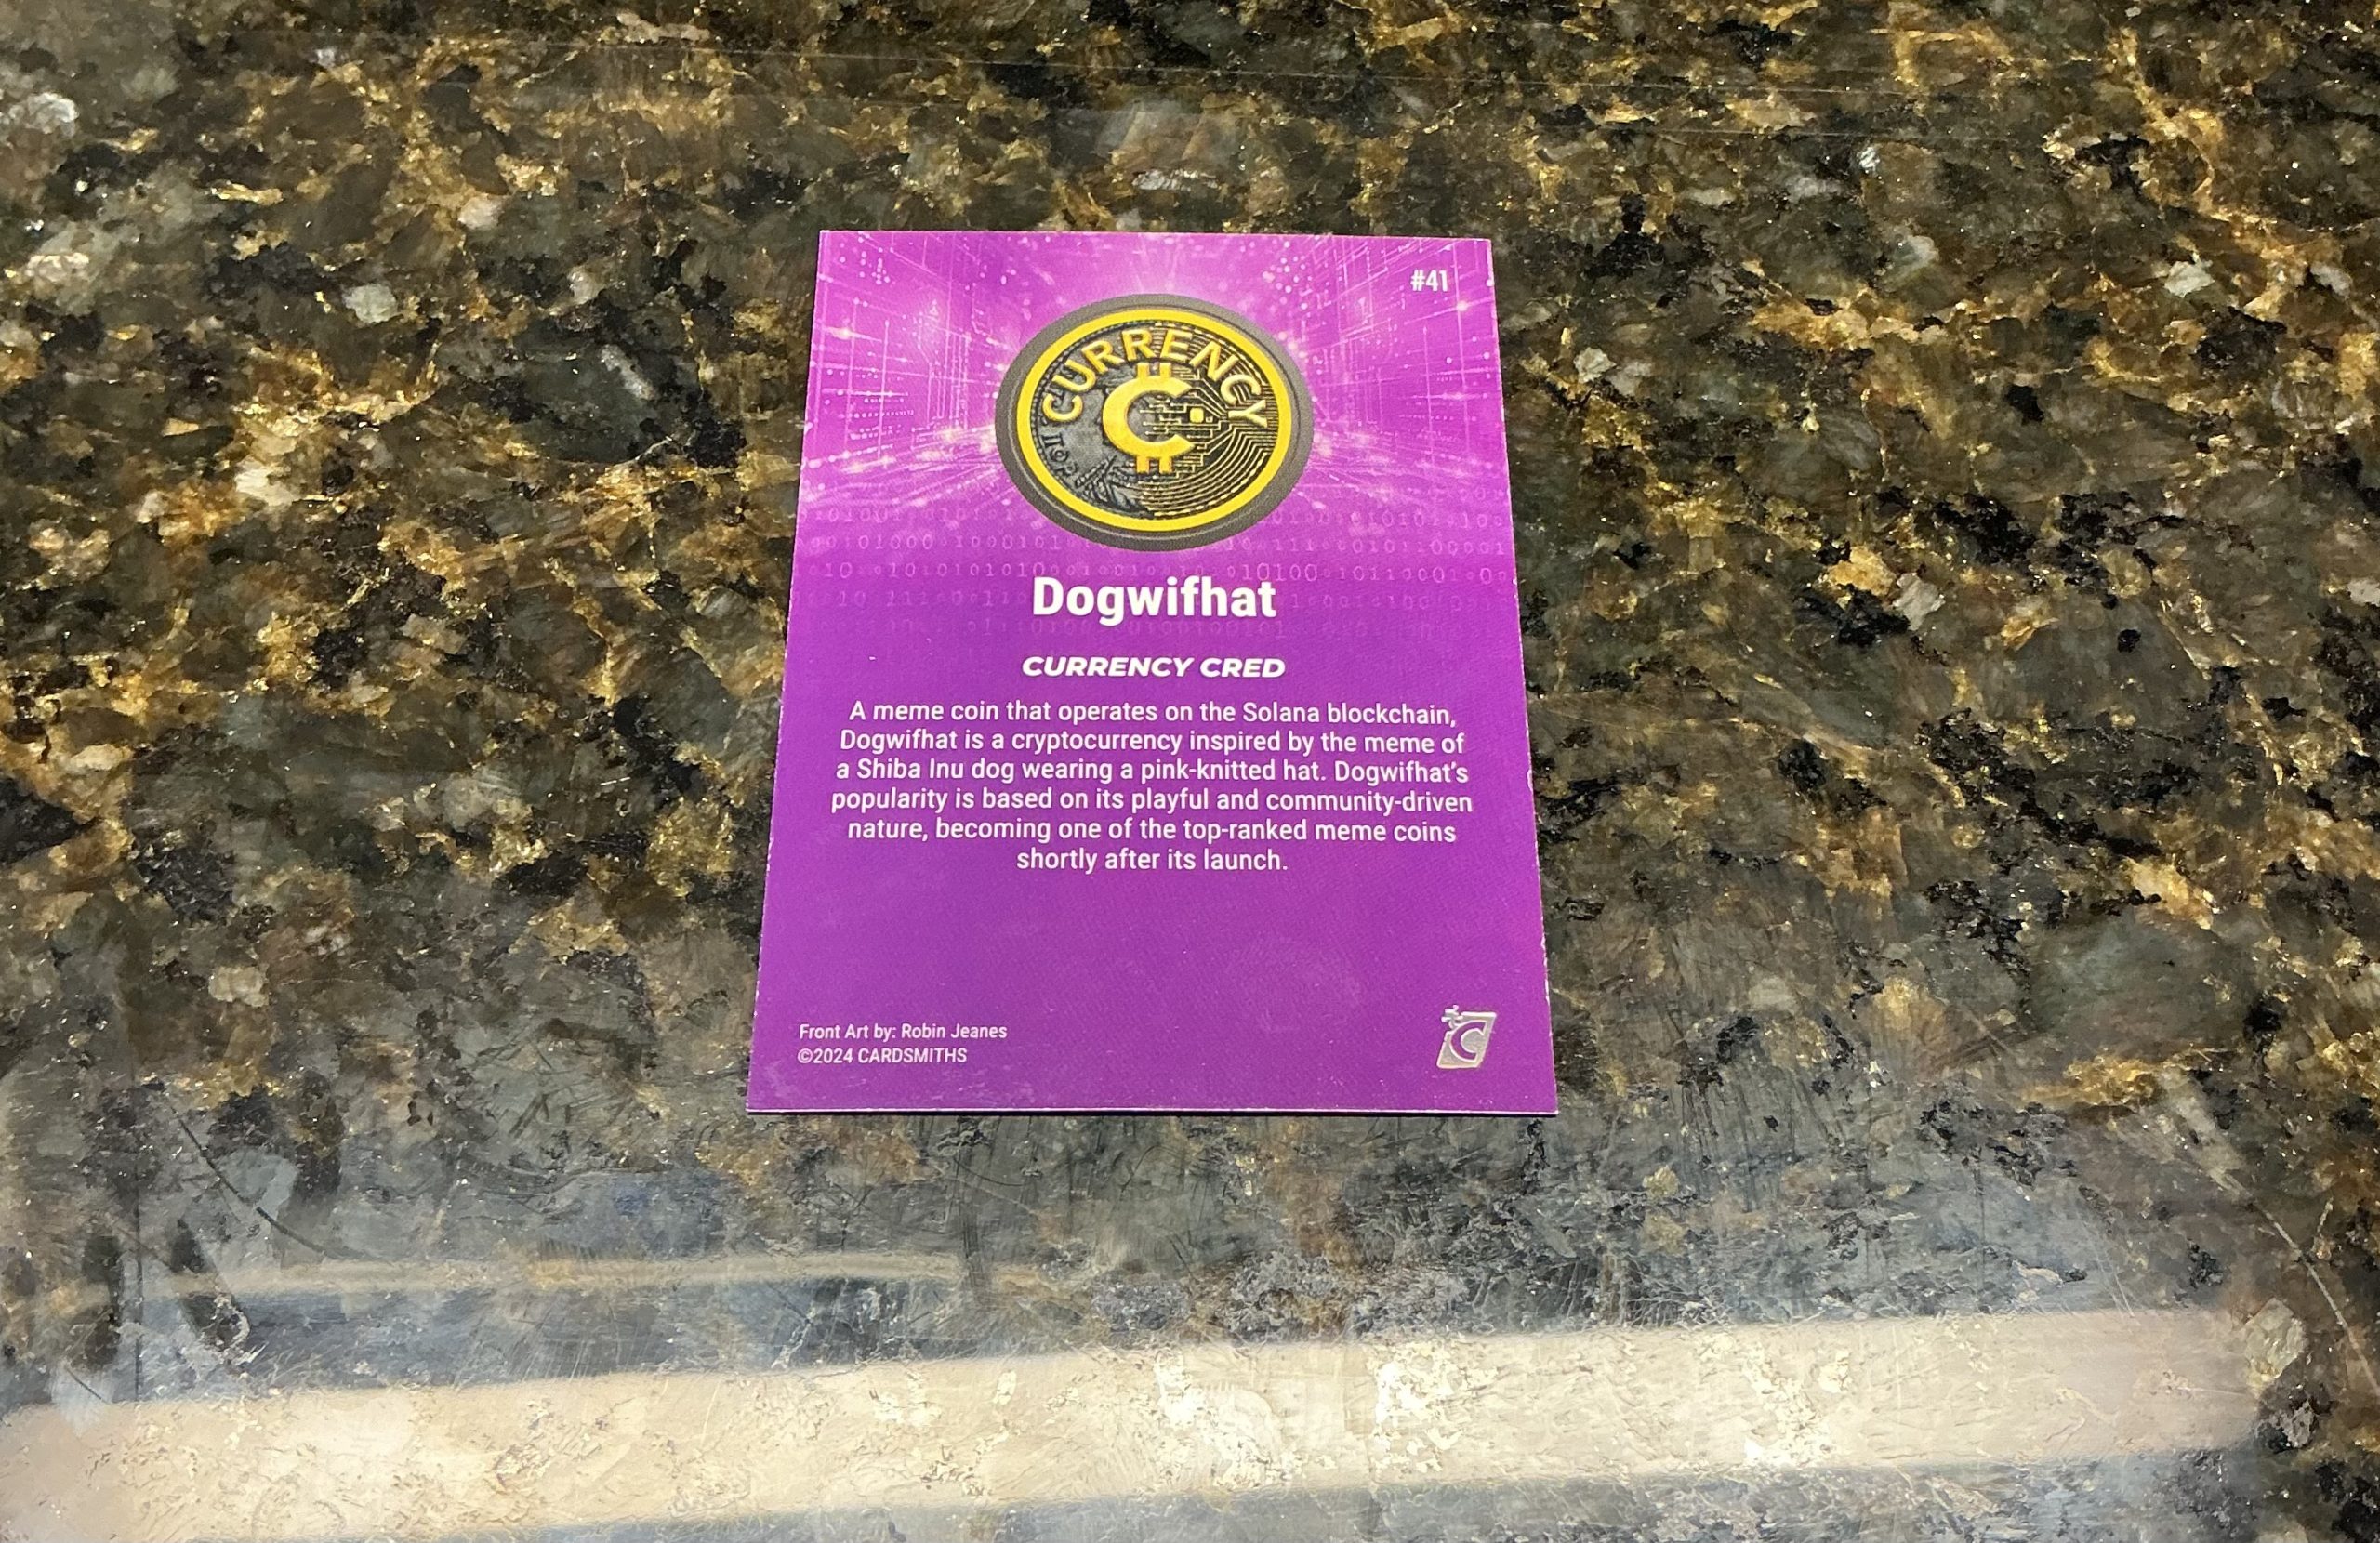 #41
CURRENCY
Dogwifhat
CURRENCY CRED
A meme coin that operates on the Solana blockchain,
Dogwifhat is a cryptocurrency inspired by the meme of
a Shiba Inu dog wearing a pink-knitted hat. Dogwifhat's
popularity is based on its playful and community-driven
nature, becoming one of the top-ranked meme coins
shortly after its launch.
Front Art by: Robin Jeanes
©2024 CARDSMITHS